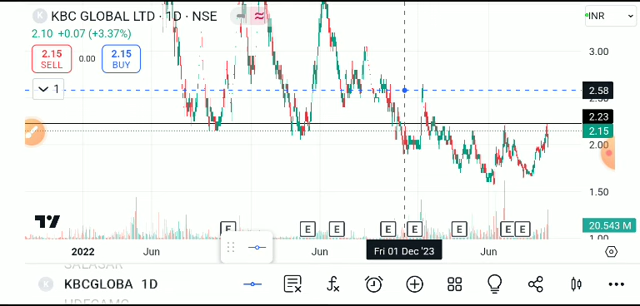 K KBC GLOBAL LTD · 1D · NSE
INR
2.10 +0.07 (+3.37%)
2.15 SELL 0.00 2.15 BUY
1
3.00
2.58
2.50
2.23
2.15
2.00
1.50
20.543 M
1.00
E E E E E E E E
2022 Jun Jun Fri 01 Dec '23 Jun
SALASAR
KBCGLOBA 1D